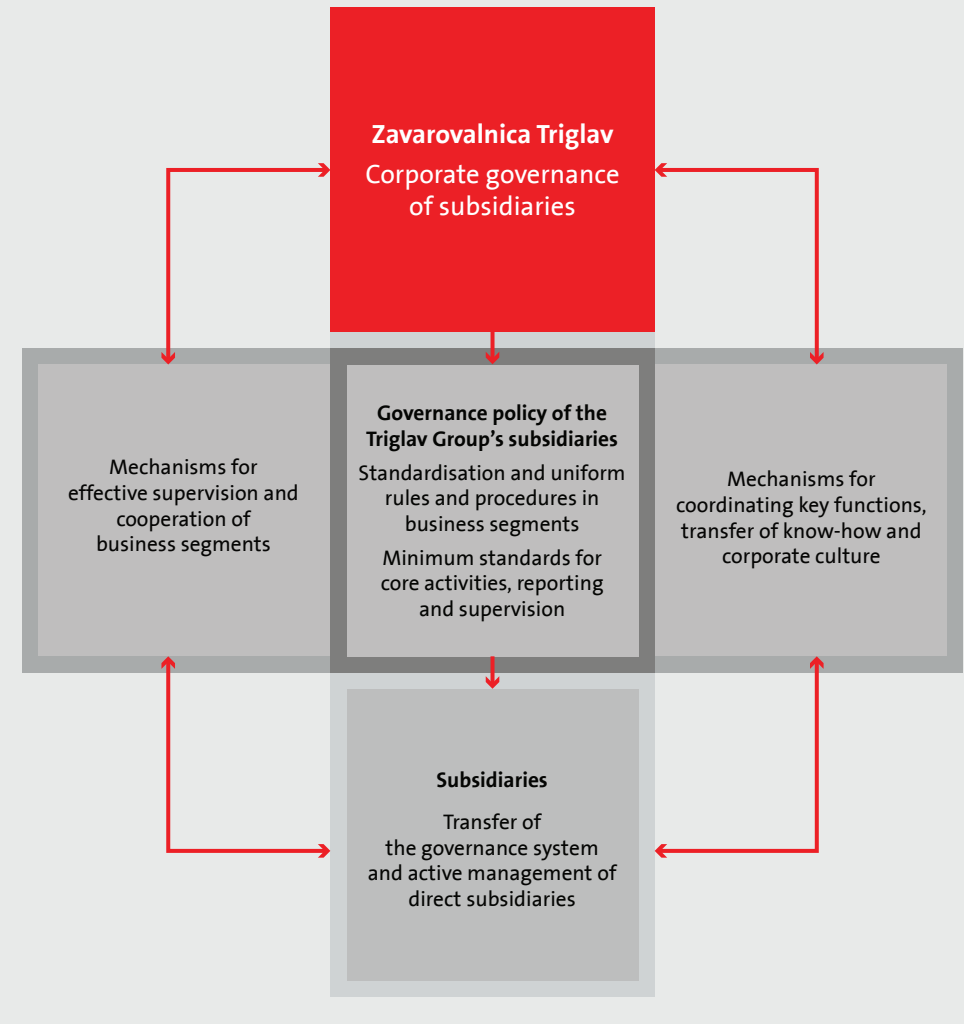 Zavarovalnica Triglav
Corporate governance
of subsidiaries
Mechanisms for
effective supervision and
cooperation of
business segments
Governance policy of the
Triglav Group’s subsidiaries
Standardisation and uniform
rules and procedures in
business segments
Minimum standards for
core activities, reporting
and supervision
Mechanisms for
coordinating key functions,
transfer of know-how and
corporate culture
Subsidiaries
Transfer of
the governance system
and active management of
direct subsidiaries